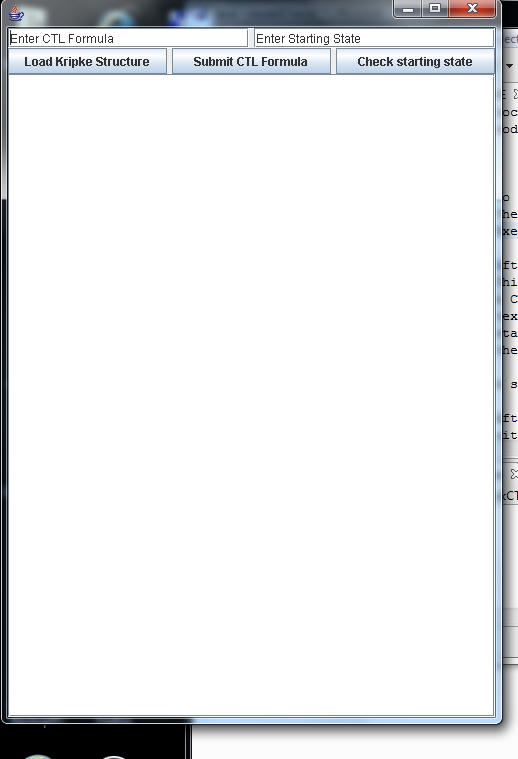 Enter CTL Formula
Enter Starting State
Load Kripke Structure
Submit CTL Formula
Check starting state